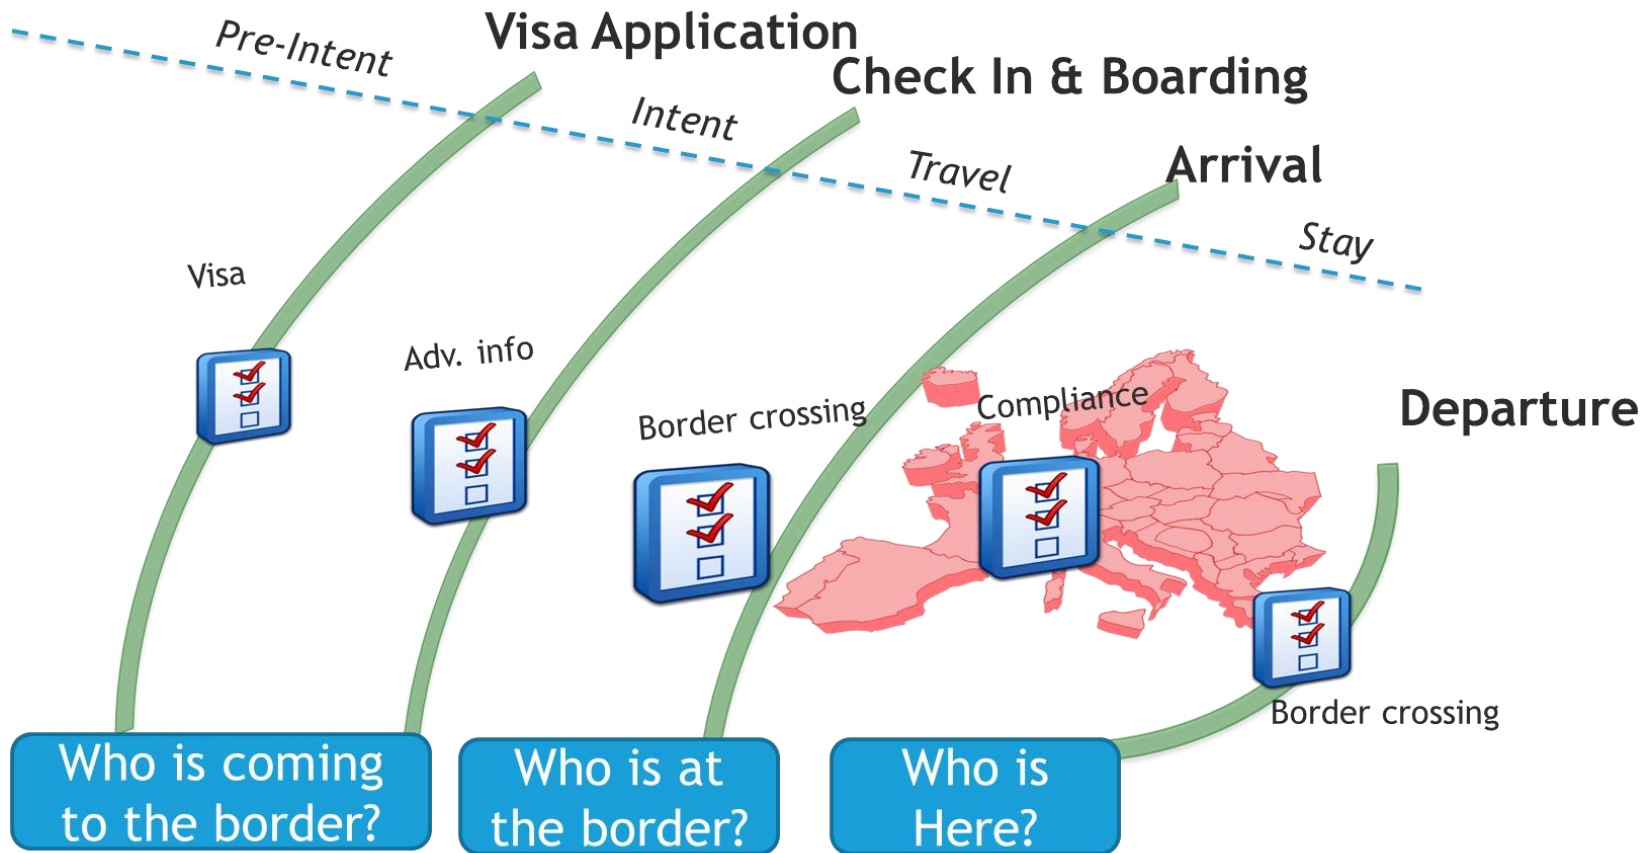 Pre-Intent
Visa Application
Intent
Check In & Boarding
Travel
Arrival
Stay
Visa
Adv. info
Border crossing
Compliance
Departure
Border crossing
Who is coming
to the border?
Who is at
the border?
Who is
Here?